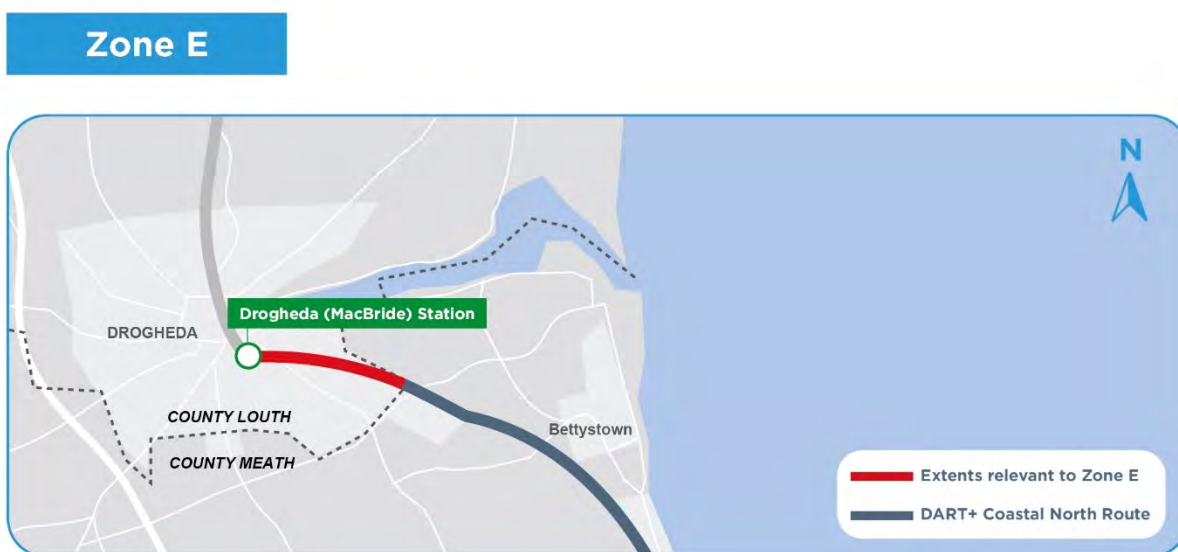 Zone E
N
Drogheda (MacBride) Station
DROGHEDA
COUNTY LOUTH
Bettystown
COUNTY MEATH
Extents relevant to Zone E
DART+ Coastal North Route